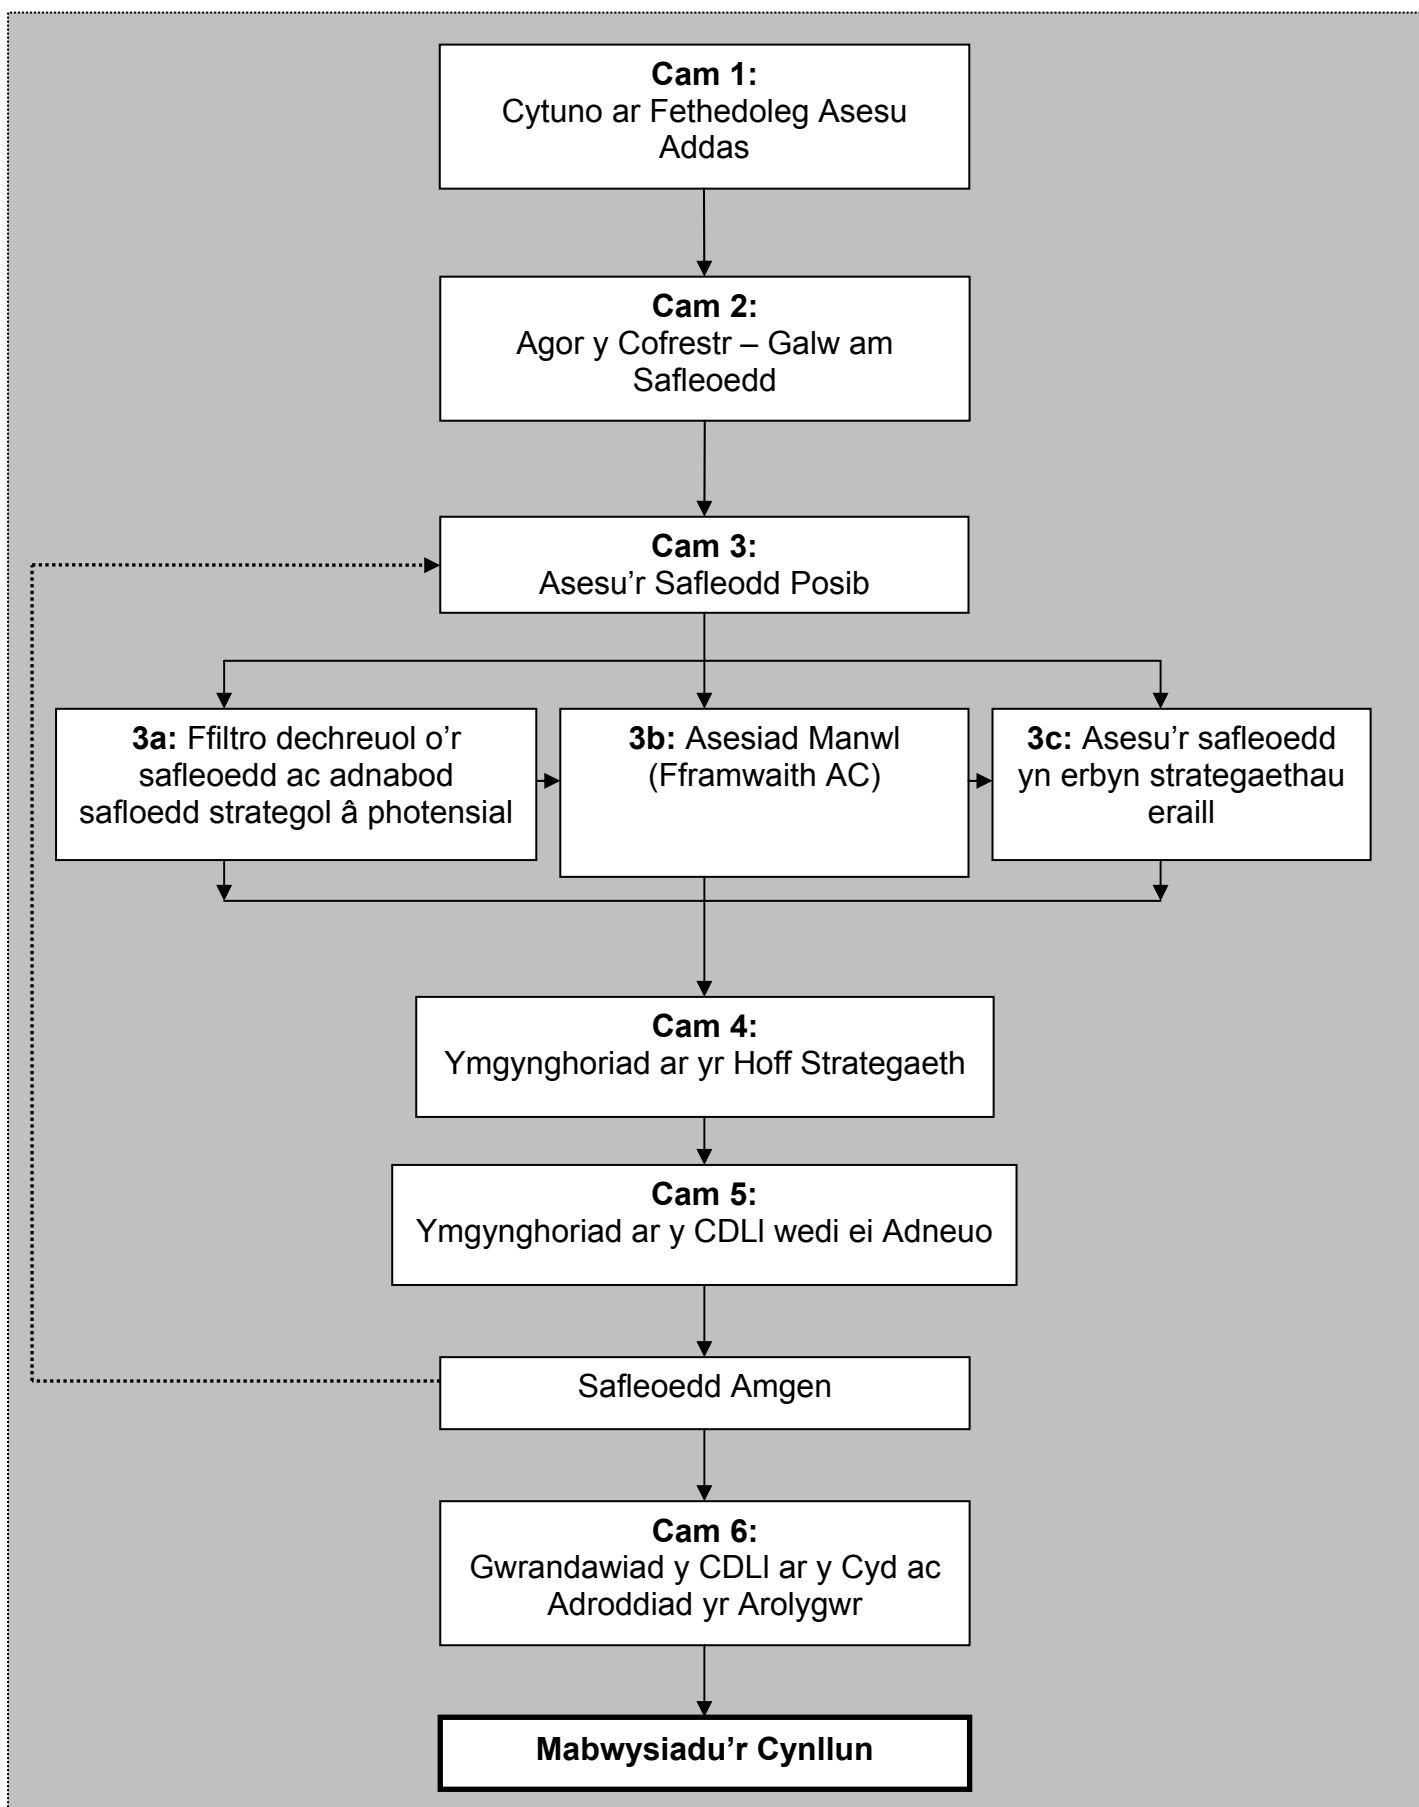 Cam 1:
Cytuno ar Fethedoleg Asesu
Addas
Cam 2:
Agor y Cofrestr – Galw am
Safleoedd
Cam 3:
Asesu’r Safleodd Posib
3a: Ffiltro dechreuol o’r
safleoedd ac adnabod
safloedd strategol â photensial
3b: Asesiad Manwl
(Fframwaith AC)
3c: Asesu’r safleoedd
yn erbyn strategaethau
eraill
Cam 4:
Ymgynghoriad ar yr Hoff Strategaeth
Cam 5:
Ymgynghoriad ar y CDLl wedi ei Adneuo
Safleoedd Amgen
Cam 6:
Gwrandawiad y CDLl ar y Cyd ac
Adroddiad yr Arolygwr
Mabwysiadu’r Cynllun